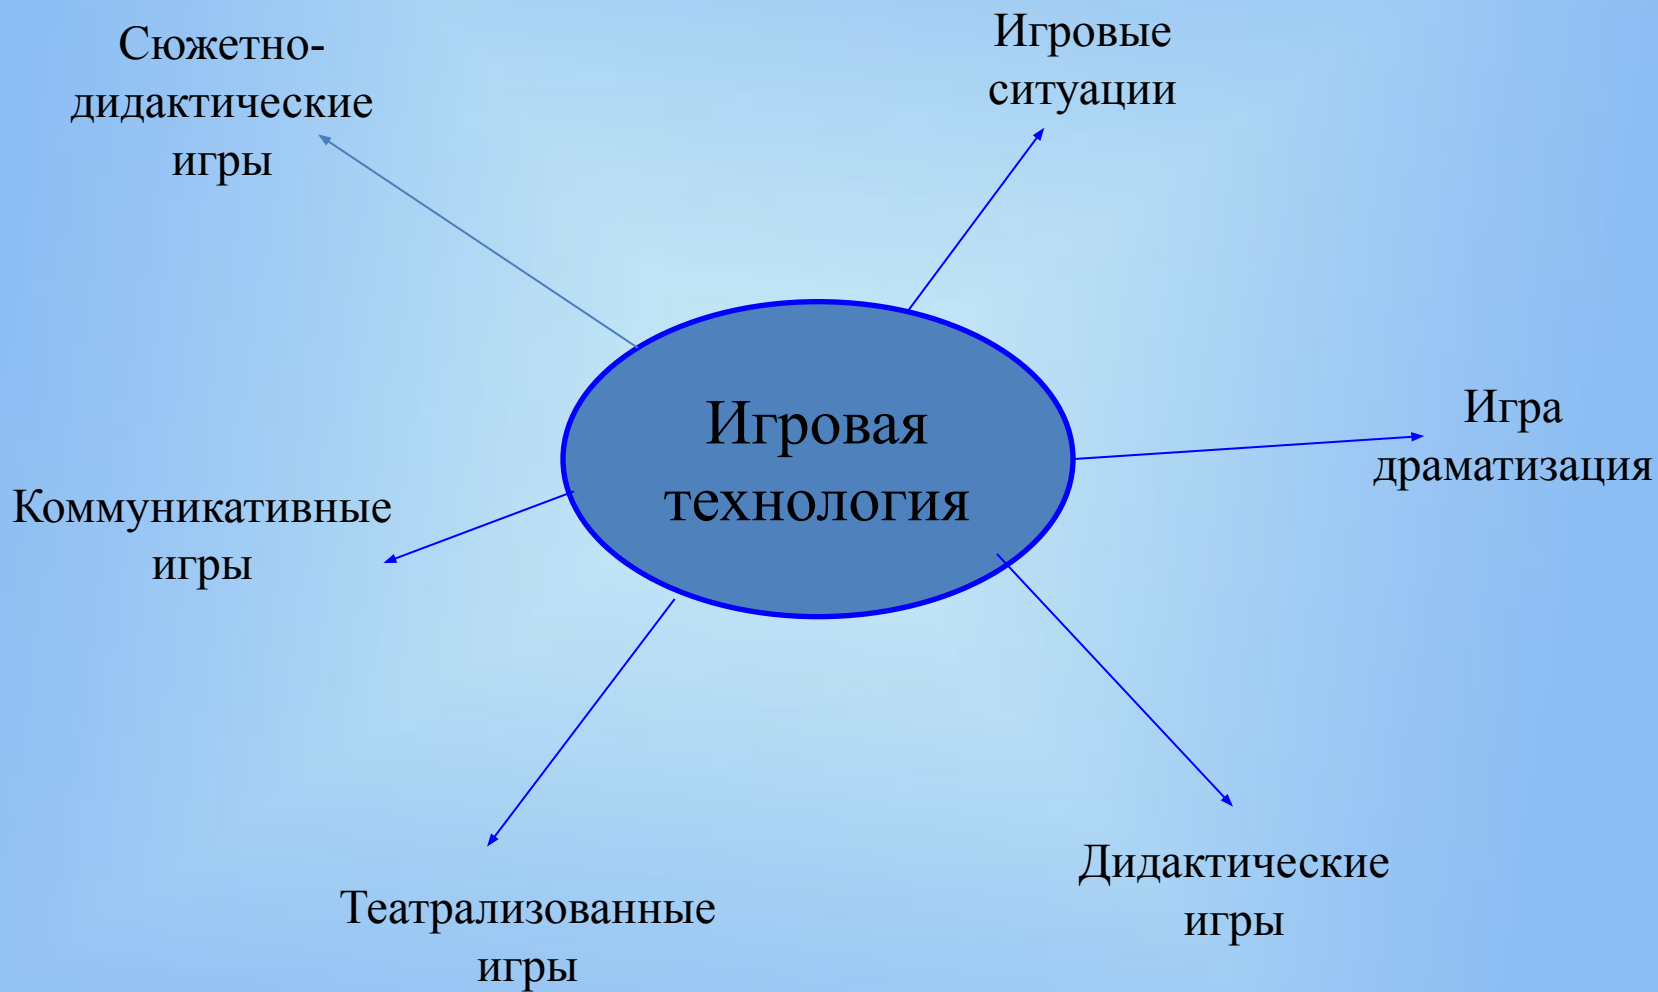 Сюжетно-
дидактические
игры
Игровые
ситуации
Игровая
технология
Игра
драматизация
Коммуникативные
игры
Театрализованные
игры
Дидактические
игры